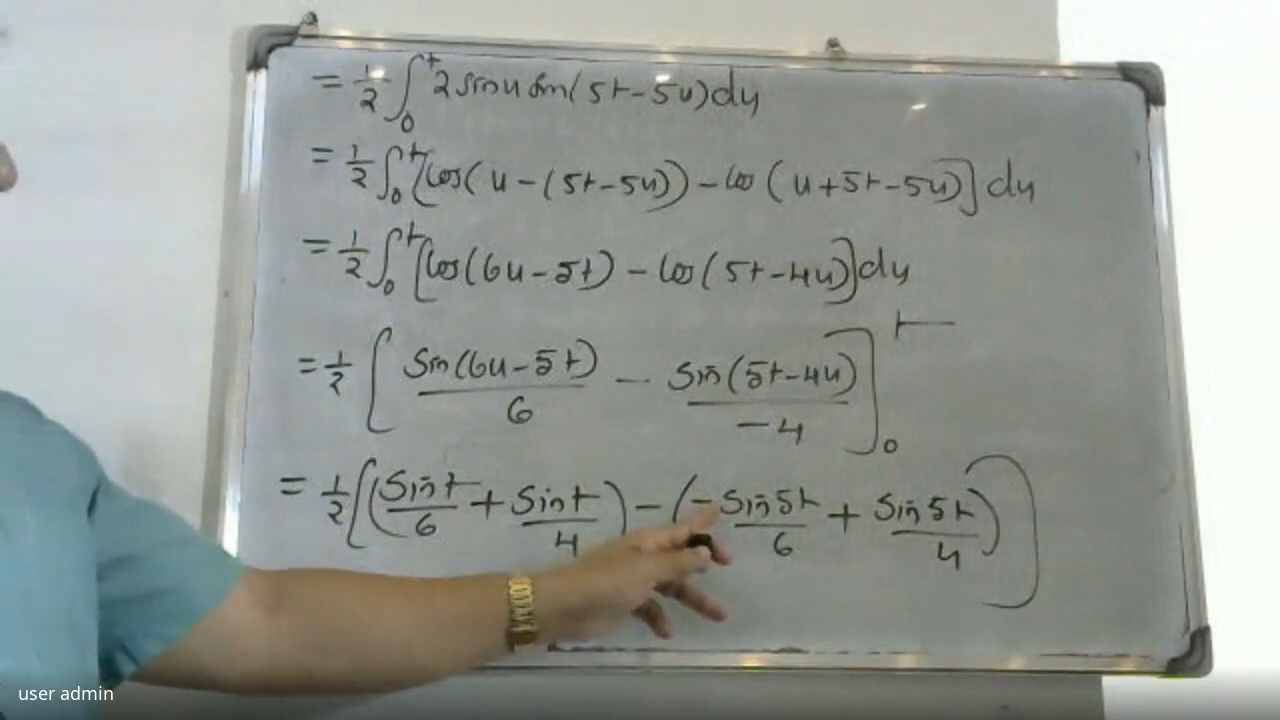 = 1/2 ∫₀ᵗ 2 sin u sin(5t-5u)du
= 1/2 ∫₀ᵗ [cos(u-(5t-5u)) - cos(u+5t-5u)] du
= 1/2 ∫₀ᵗ [cos(6u-5t) - cos(5t-4u)] du
= 1/2 [ sin(6u-5t)/6 - sin(5t-4u)/-4 ]₀ᵗ
= 1/2 [(sin t/6 + sin t/4) - (-sin 5t/6 + sin 5t/4)]
user admin